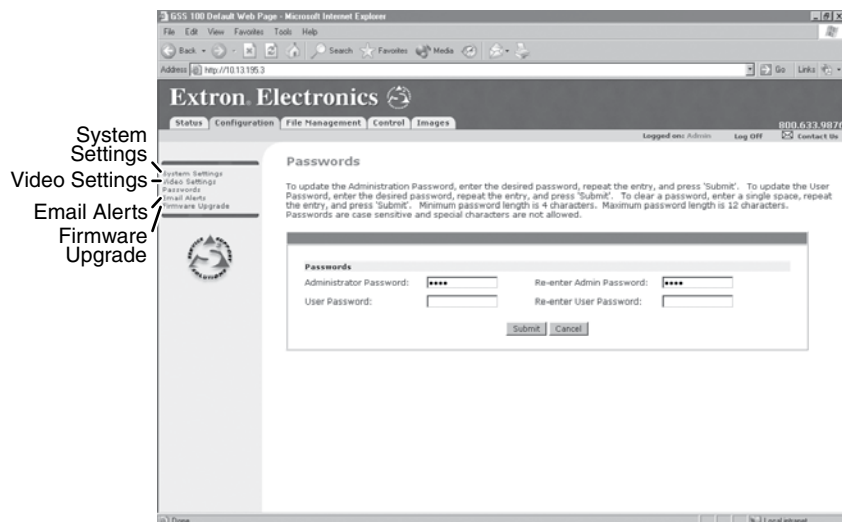 GSS 100 Default Web Page - Microsoft Internet Explorer
File Edit View Favorites Tools Help
Back Search Favorites Media
Address http://10.13.195.3 Go Links
Extron Electronics
Status Configuration File Management Control Images
800.633.9876
Logged on: Admin Log Off Contact Us
System Settings
Video Settings
Email Alerts
Firmware Upgrade
System Settings
Video Settings
Passwords
Email Alerts
Firmware Upgrade
Passwords
To update the Administration Password, enter the desired password, repeat the entry, and press 'Submit'. To update the User
Password, enter the desired password, repeat the entry, and press 'Submit'. To clear a password, enter a single space, repeat
the entry, and press 'Submit'. Minimum password length is 4 characters. Maximum password length is 12 characters.
Passwords are case sensitive and special characters are not allowed.
Passwords
Administrator Password: •••• Re-enter Admin Password: ••••
User Password: Re-enter User Password:
Submit Cancel
Done Local intranet